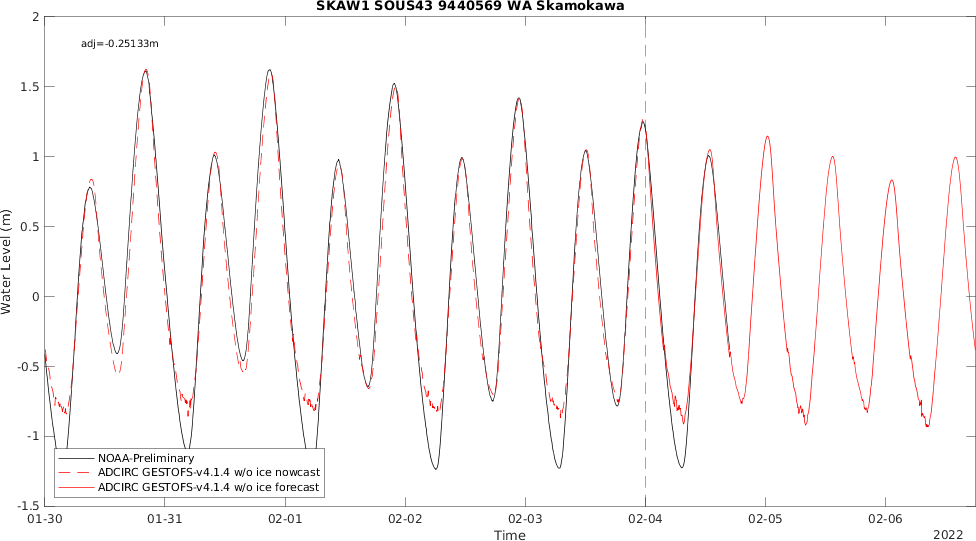 SKAW1 SOUS43 9440569 WA Skamokawa
adj=-0.25133m
Water Level (m)
2
1.5
1
0.5
0
-0.5
-1
-1.5
NOAA-Preliminary
ADCIRC GESTOFS-v4.1.4 w/o ice nowcast
ADCIRC GESTOFS-v4.1.4 w/o ice forecast
01-30 01-31 02-01 02-02 02-03 02-04 02-05 02-06
Time
2022